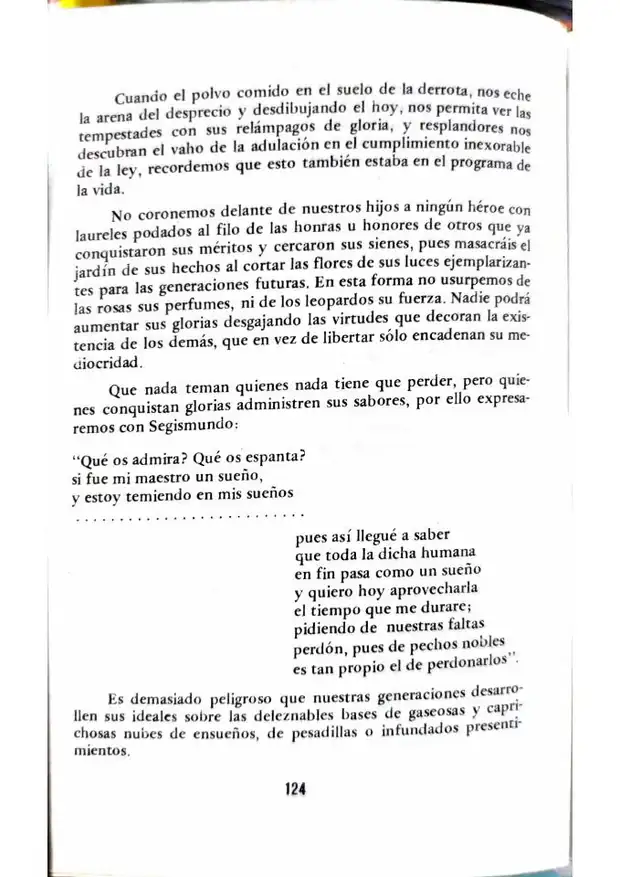 Cuando el polvo comido en el suelo de la derrota, nos eche
la arena del desprecio y desdibujando el hoy, nos permita ver las
tempestades con sus relámpagos de gloria, y resplandores nos
descubran el vaho de la adulación en el cumplimiento inexorable
de la ley, recordemos que esto también estaba en el programa de
la vida.
No coronemos delante de nuestros hijos a ningún héroe con
laureles podados al filo de las honras u honores de otros que ya
conquistaron sus méritos y cercaron sus sienes, pues masacráis el
jardín de sus hechos al cortar las flores de sus luces ejemplarizan-
tes para las generaciones futuras. En esta forma no usurpemos de
las rosas sus perfumes, ni de los leopardos su fuerza. Nadie podrá
aumentar sus glorias desgajando las virtudes que decoran la exis-
tencia de los demás, que en vez de libertar sólo encadenan su me-
diocridad.
Que nada teman quienes nada tiene que perder, pero quie-
nes conquistan glorias administren sus sabores, por ello expresa-
remos con Segismundo:
“Qué os admira? Qué os espanta?
si fue mi maestro un sueño,
y estoy temiendo en mis sueños
. . . . . . . . . . . . . . . . . . . . . . . . . .
pues así llegué a saber
que toda la dicha humana
en fin pasa como un sueño
y quiero hoy aprovecharla
el tiempo que me durare;
pidiendo de nuestras faltas
perdón, pues de pechos nobles
es tan propio el de perdonarlos”.
Es demasiado peligroso que nuestras generaciones desarro-
llen sus ideales sobre las deleznables bases de gaseosas y capri-
chosas nubes de ensueños, de pesadillas o infundados presenti-
mientos.
124